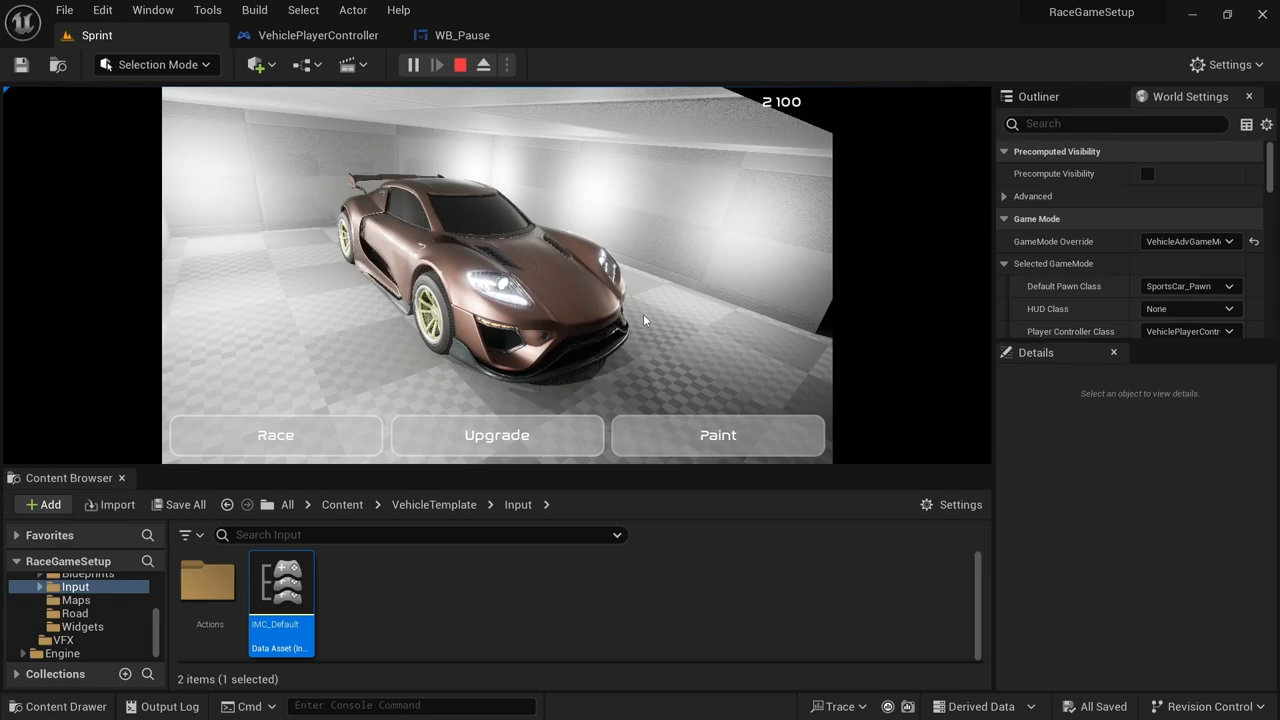 File Edit Window Tools Build Select Actor Help
RaceGameSetup
Sprint
VehiclePlayerController
WB_Pause
Selection Mode
Settings
2 100
Race
Upgrade
Paint
Outliner
World Settings
Search
Precomputed Visibility
Precompute Visibility
Advanced
Game Mode
GameMode Override
VehicleAdvGameM
Selected GameMode
Default Pawn Class
SportsCar_Pawn
HUD Class
None
Player Controller Class
VehiclePlayerContr
Details
Select an object to view details.
Content Browser
Add
Import
Save All
All
Content
VehicleTemplate
Input
Settings
Favorites
Search Input
RaceGameSetup
Blueprints
Input
Maps
Road
Widgets
VFX
Engine
Collections
Actions
IMC_Default
Data Asset (In...
2 items (1 selected)
Content Drawer
Output Log
Cmd
Enter Console Command
Trace
Derived Data
All Saved
Revision Control